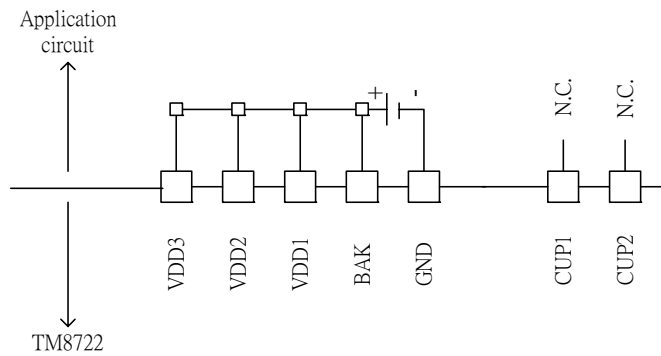 Application
circuit
+
-
N.C.
N.C.
VDD3
VDD2
VDD1
BAK
GND
CUP1
CUP2
TM8722